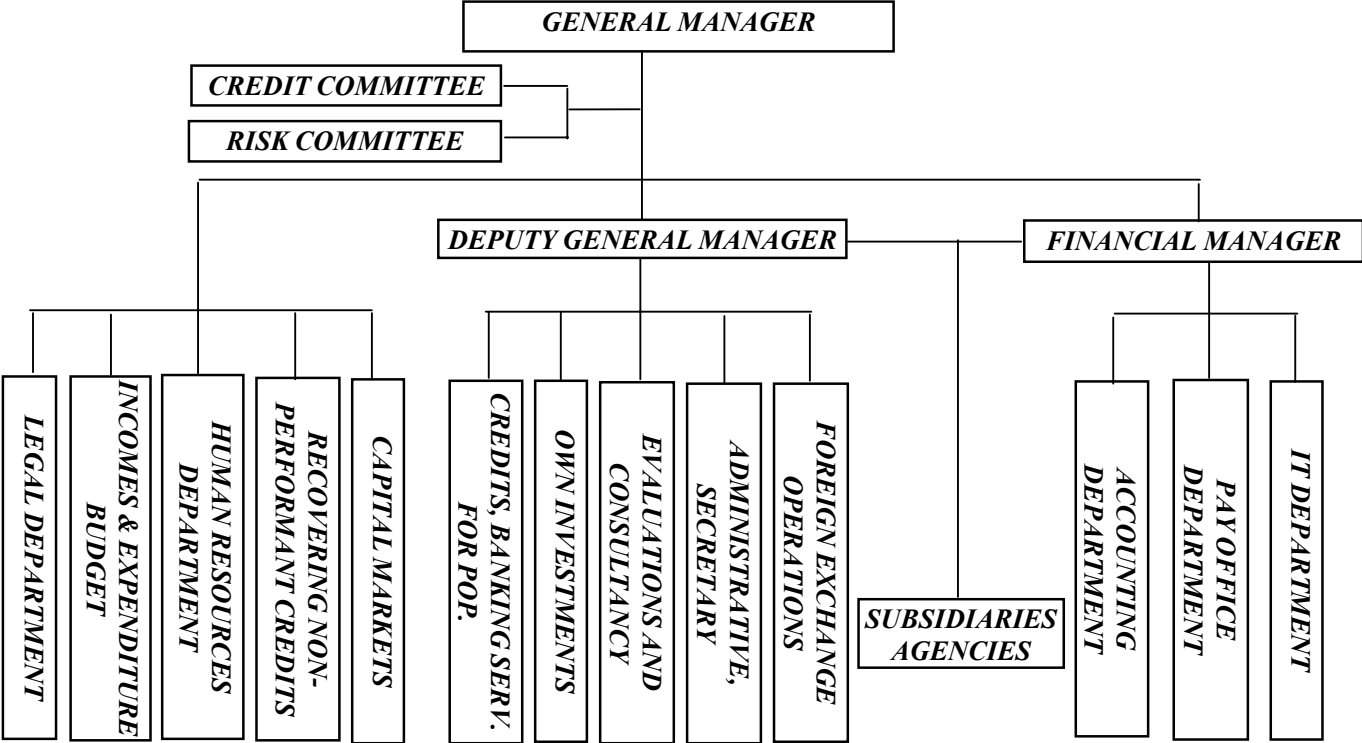 GENERAL MANAGER
CREDIT COMMITTEE
RISK COMMITTEE
DEPUTY GENERAL MANAGER
FINANCIAL MANAGER
LEGAL DEPARTMENT
INCOMES & EXPENDITURE
BUDGET
HUMAN RESOURCES
DEPARTMENT
RECOVERING NON-
PERFORMANT CREDITS
CAPITAL MARKETS
CREDITS, BANKING SERV.
FOR POP.
OWN INVESTMENTS
EVALUATIONS AND
CONSULTANCY
ADMINISTRATIVE,
SECRETARY
FOREIGN EXCHANGE
OPERATIONS
SUBSIDIARIES
AGENCIES
ACCOUNTING
DEPARTMENT
PAY OFFICE
DEPARTMENT
IT DEPARTMENT